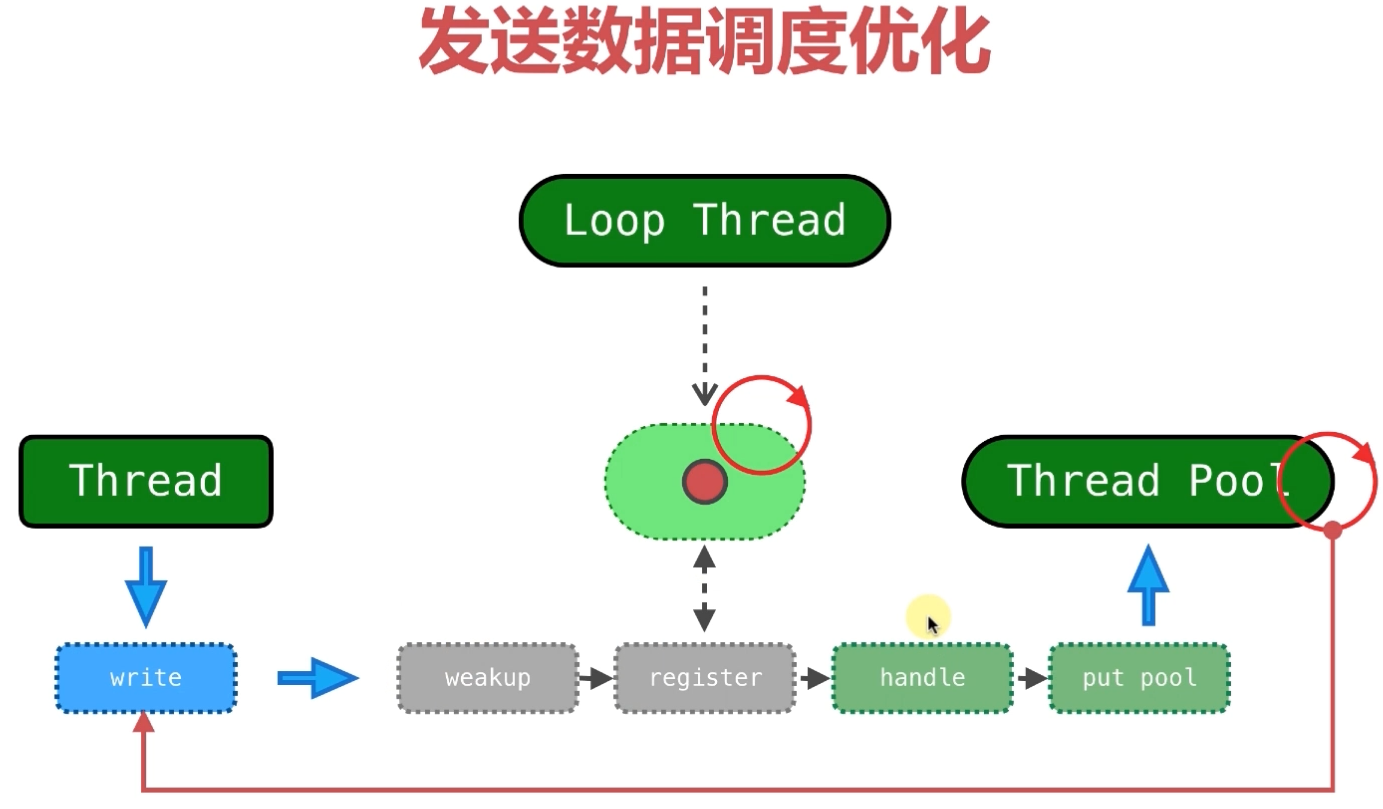 发送数据调度优化
Loop Thread
Thread
Thread Pool
write
weakup
register
handle
put pool